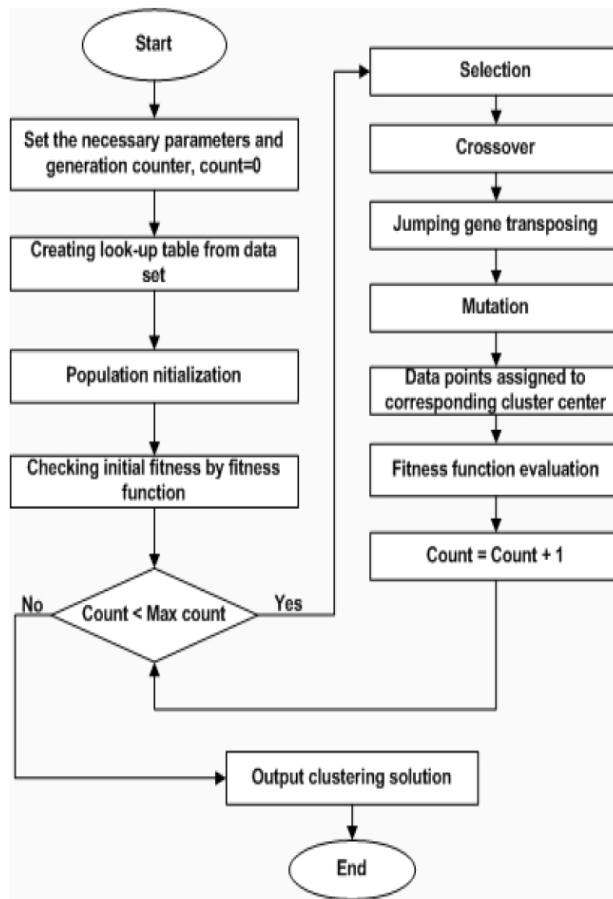 Start
Set the necessary parameters and
generation counter, count=0
Creating look-up table from data
set
Population nitialization
Checking initial fitness by fitness
function
No
Count < Max count
Yes
Selection
Crossover
Jumping gene transposing
Mutation
Data points assigned to
corresponding cluster center
Fitness function evaluation
Count = Count + 1
Output clustering solution
End